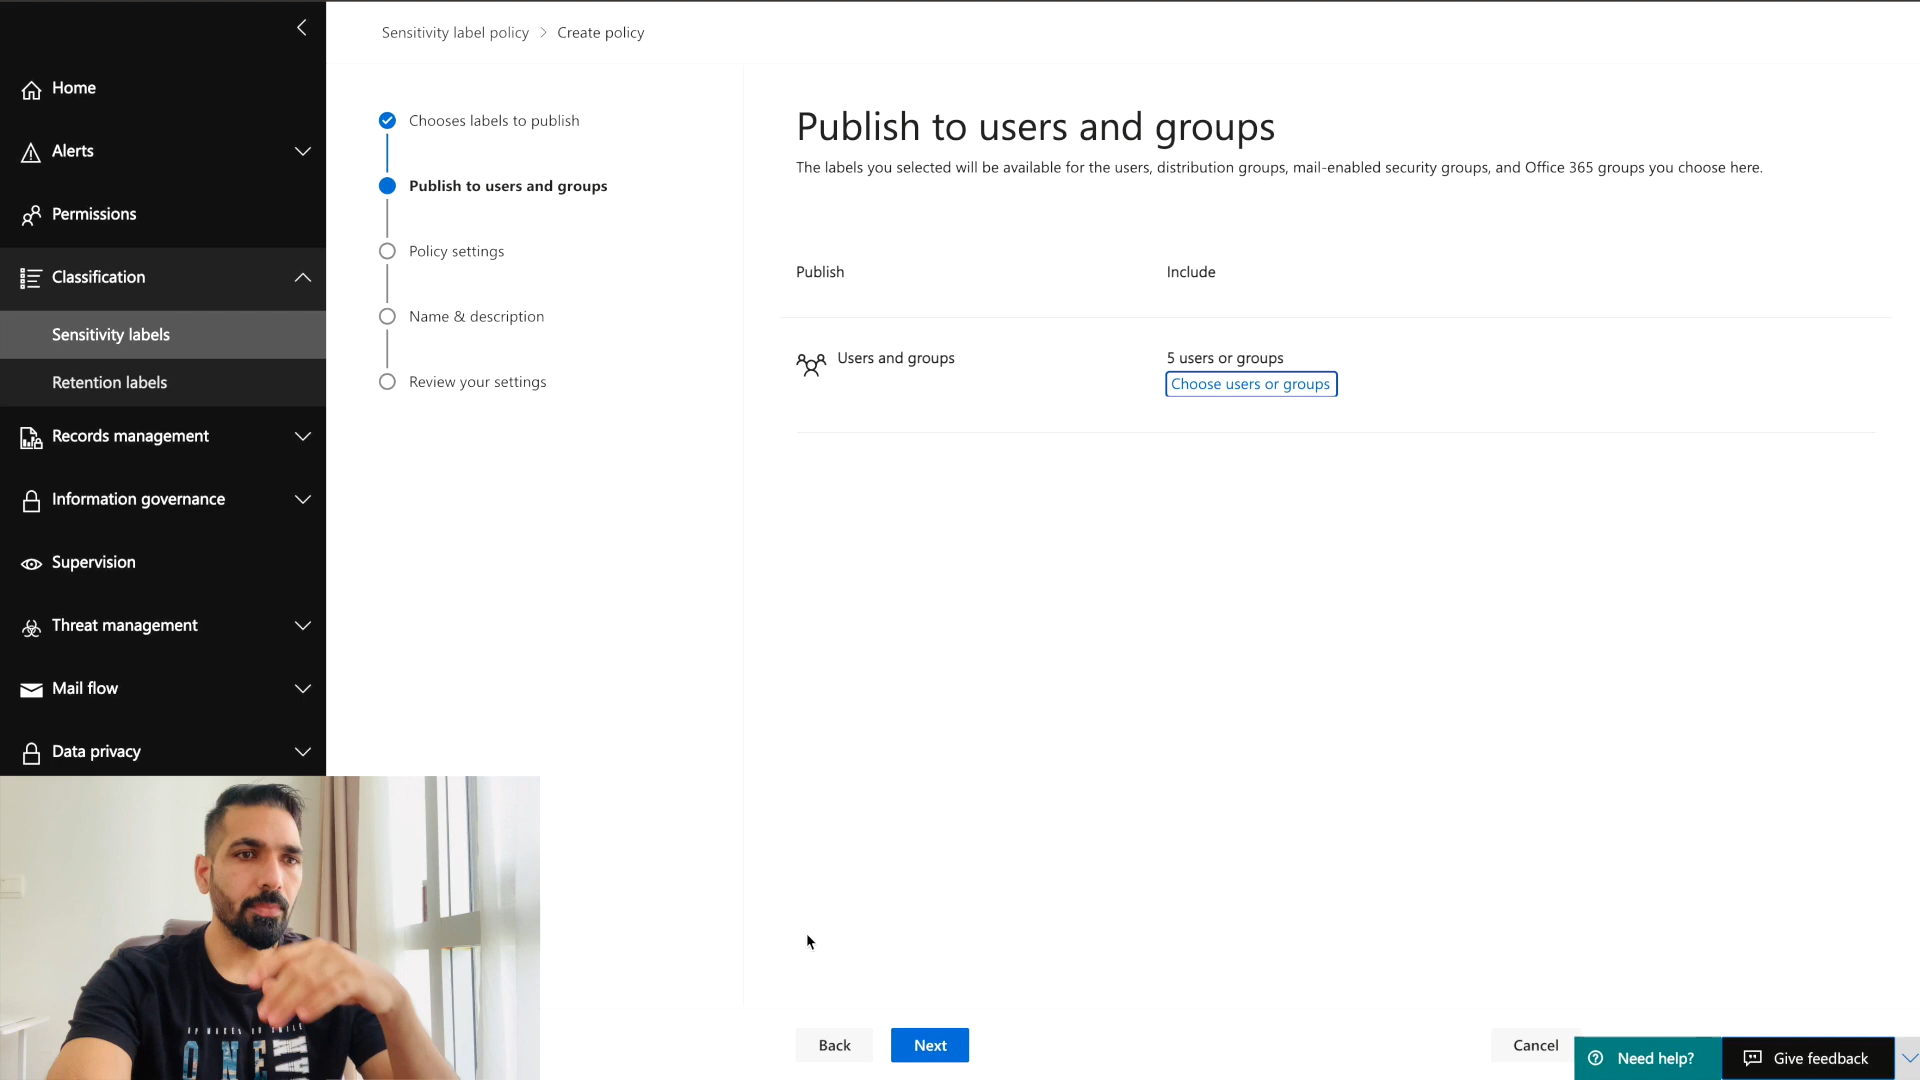 Sensitivity label policy > Create policy
Home
Alerts
Permissions
Classification
Sensitivity labels
Retention labels
Records management
Information governance
Supervision
Threat management
Mail flow
Data privacy
Chooses labels to publish
Publish to users and groups
Policy settings
Name & description
Review your settings
Publish to users and groups
The labels you selected will be available for the users, distribution groups, mail-enabled security groups, and Office 365 groups you choose here.
Publish Include
Users and groups 5 users or groups
Choose users or groups
Back Next Cancel
Need help? Give feedback